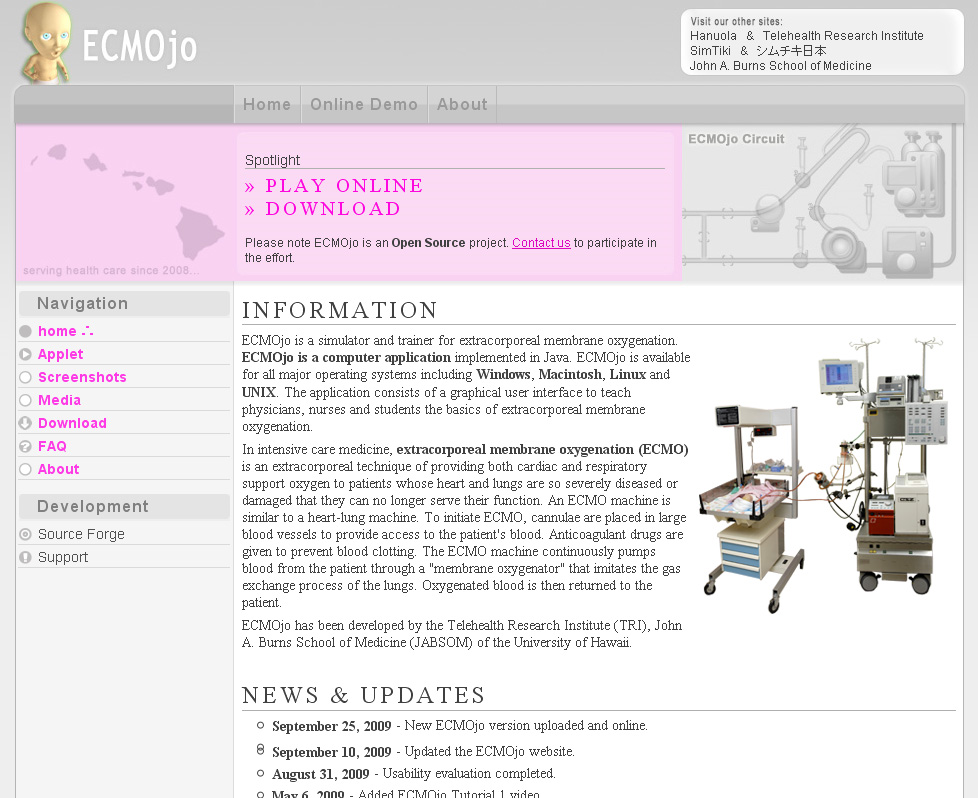 ECMOjo
Visit our other sites:
Hanuola & Telehealth Research Institute
SimTiki & シムチキ日本
John A. Burns School of Medicine
Home Online Demo About
serving health care since 2008...
Spotlight
» PLAY ONLINE
» DOWNLOAD
Please note ECMOjo is an Open Source project. Contact us to participate in
the effort.
ECMOjo Circuit
Navigation
home
Applet
Screenshots
Media
Download
FAQ
About
Development
Source Forge
Support
INFORMATION
ECMOjo is a simulator and trainer for extracorporeal membrane oxygenation.
ECMOjo is a computer application implemented in Java. ECMOjo is available
for all major operating systems including Windows, Macintosh, Linux and
UNIX. The application consists of a graphical user interface to teach
physicians, nurses and students the basics of extracorporeal membrane
oxygenation.
In intensive care medicine, extracorporeal membrane oxygenation (ECMO)
is an extracorporeal technique of providing both cardiac and respiratory
support oxygen to patients whose heart and lungs are so severely diseased or
damaged that they can no longer serve their function. An ECMO machine is
similar to a heart-lung machine. To initiate ECMO, cannulae are placed in large
blood vessels to provide access to the patient's blood. Anticoagulant drugs are
given to prevent blood clotting. The ECMO machine continuously pumps
blood from the patient through a "membrane oxygenator" that imitates the gas
exchange process of the lungs. Oxygenated blood is then returned to the
patient.
ECMOjo has been developed by the Telehealth Research Institute (TRI), John
A. Burns School of Medicine (JABSOM) of the University of Hawaii.
NEWS & UPDATES
September 25, 2009 - New ECMOjo version uploaded and online.
September 10, 2009 - Updated the ECMOjo website.
August 31, 2009 - Usability evaluation completed.
May 6, 2009 - Added ECMOjo Tutorial 1 video